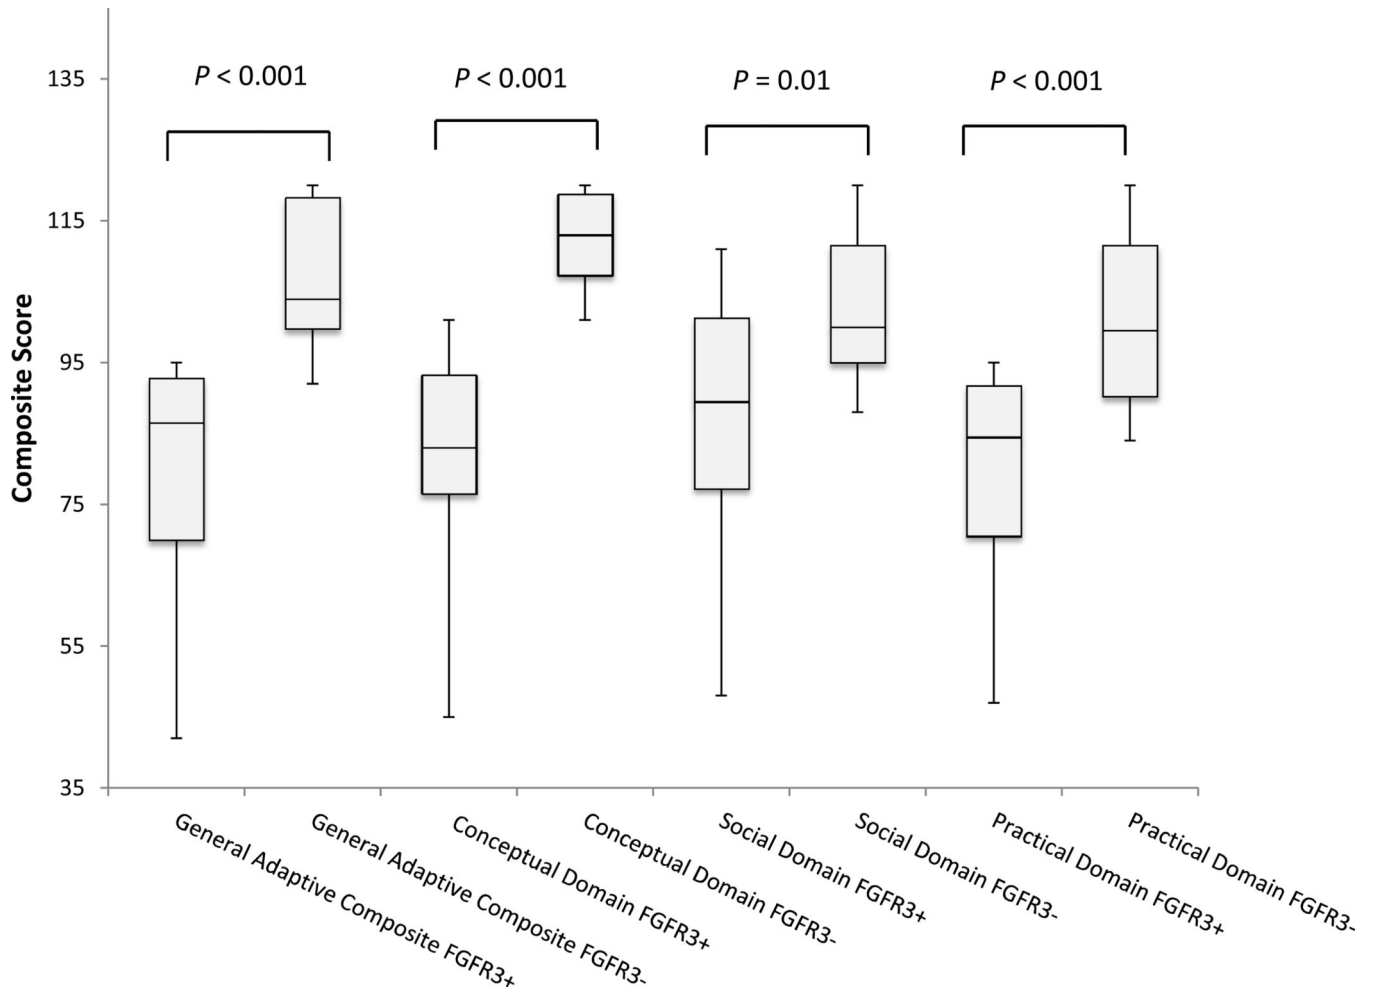 P < 0.001
P < 0.001
P = 0.01
P < 0.001
135
115
95
75
55
35
Composite Score
General Adaptive Composite FGFR3+
General Adaptive Composite FGFR3-
Conceptual Domain FGFR3+
Conceptual Domain FGFR3-
Social Domain FGFR3+
Social Domain FGFR3-
Practical Domain FGFR3+
Practical Domain FGFR3-